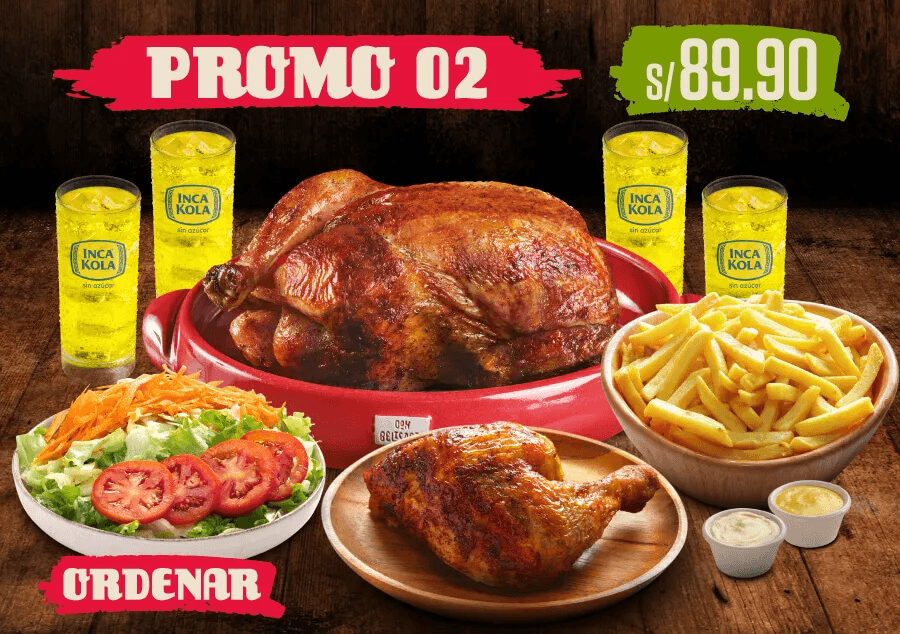 PROMO 02
S/89.90
INCA
KOLA
sin azúcar
INCA
KOLA
sin azúcar
INCA
KOLA
sin azúcar
INCA
KOLA
sin azúcar
ORDENAR